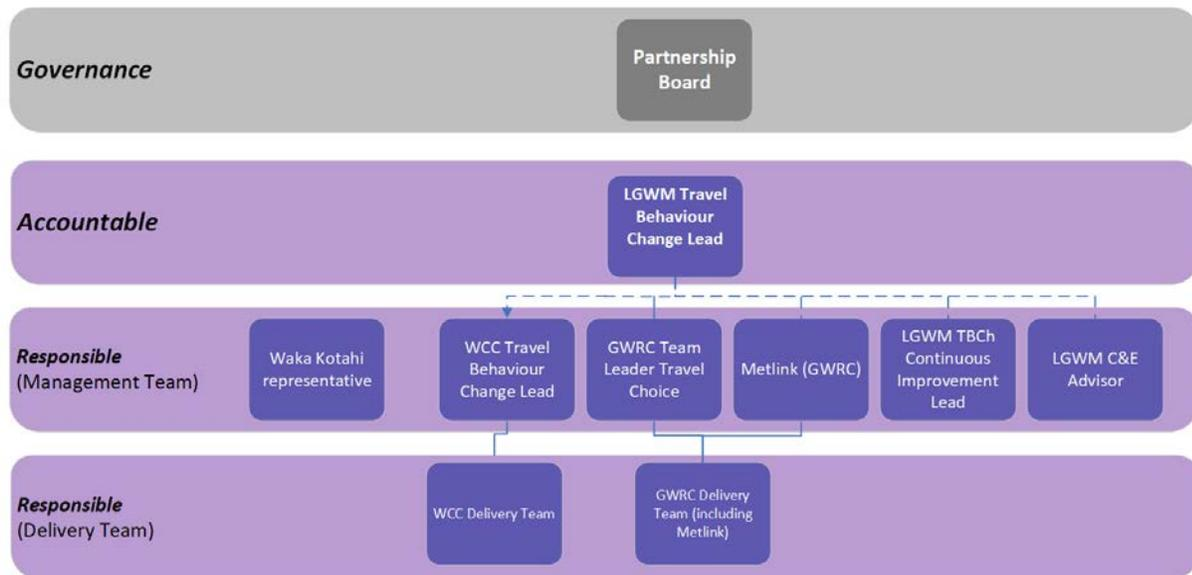 Governance
Partnership
Board
Accountable
LGWM Travel
Behaviour
Change Lead
Responsible
(Management Team)
Waka Kotahi
representative
WCC Travel
Behaviour
Change Lead
GWRC Team
Leader Travel
Choice
Metlink (GWRC)
LGWM TBCh
Continuous
Improvement
Lead
LGWM C&E
Advisor
Responsible
(Delivery Team)
WCC Delivery Team
GWRC Delivery
Team (including
Metlink)